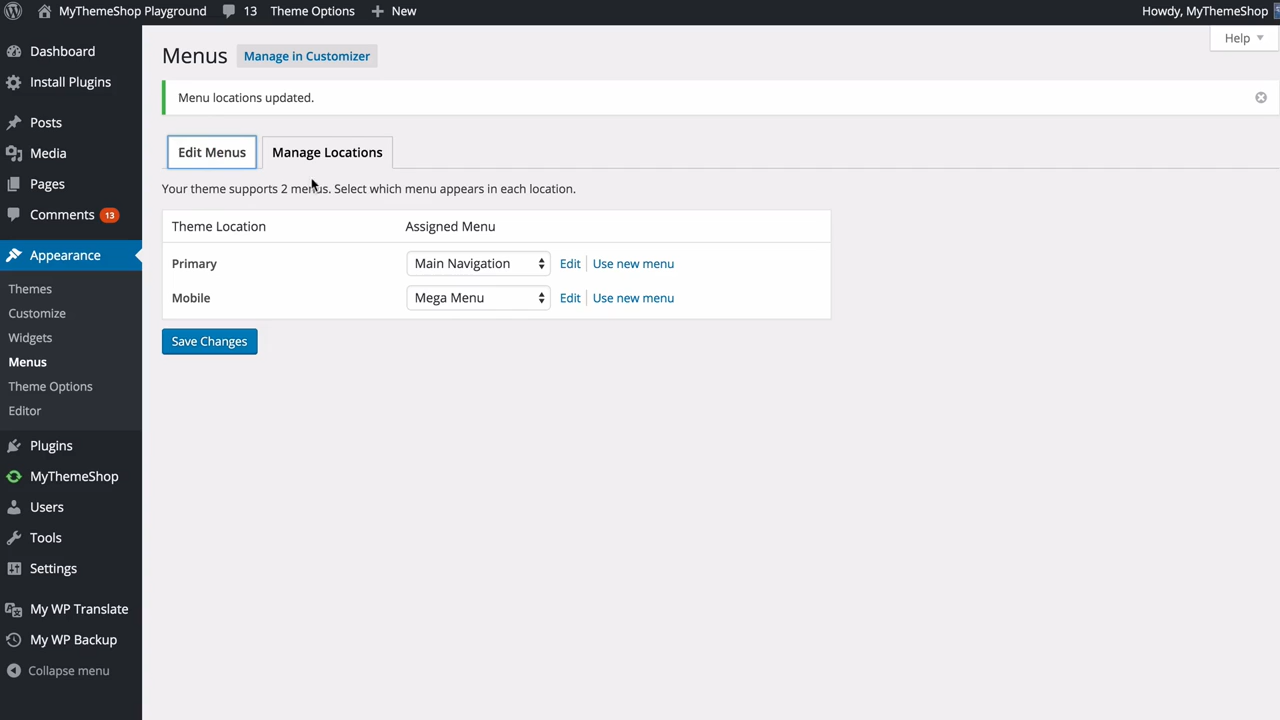 MyThemeShop Playground 13 Theme Options New Howdy, MyThemeShop
Help
Menus Manage in Customizer
Menu locations updated.
Edit Menus Manage Locations
Your theme supports 2 menus. Select which menu appears in each location.
Theme Location Assigned Menu
Primary Main Navigation Edit Use new menu
Mobile Mega Menu Edit Use new menu
Save Changes
Dashboard
Install Plugins
Posts
Media
Pages
Comments 13
Appearance
Themes
Customize
Widgets
Menus
Theme Options
Editor
Plugins
MyThemeShop
Users
Tools
Settings
My WP Translate
My WP Backup
Collapse menu